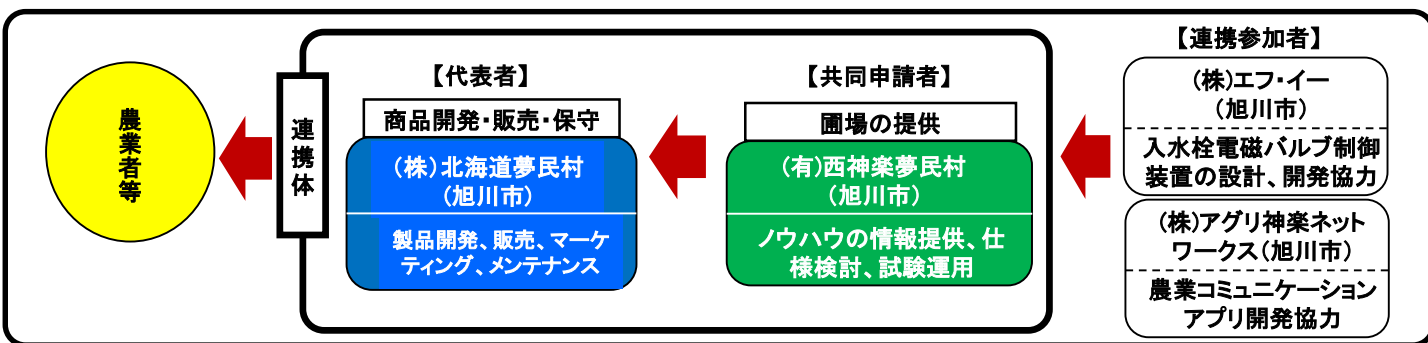 農業者等
連携体
【代表者】
商品開発・販売・保守
(株)北海道夢民村
(旭川市)
製品開発、販売、マーケ
ティング、メンテナンス
【共同申請者】
圃場の提供
(有)西神楽夢民村
(旭川市)
ノウハウの情報提供、仕
様検討、試験運用
【連携参加者】
(株)エフ・イー
(旭川市)
入水栓電磁バルブ制御
装置の設計、開発協力
(株)アグリ神楽ネット
ワークス(旭川市)
農業コミュニケーション
アプリ開発協力